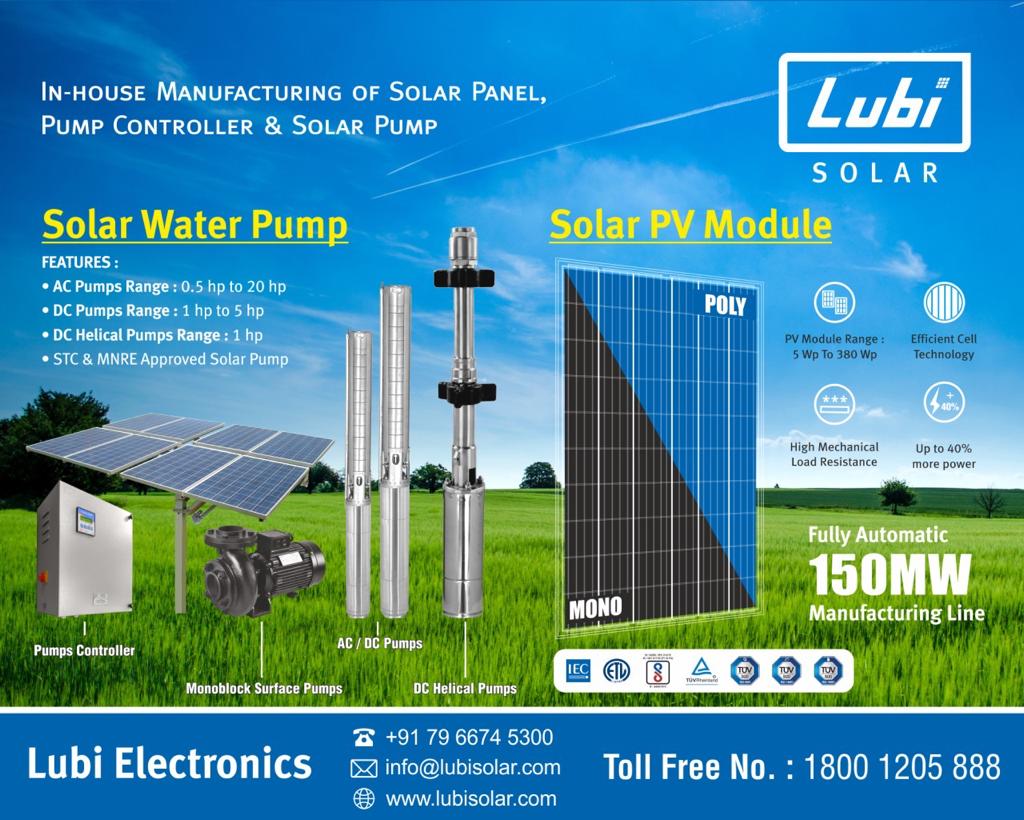 IN-HOUSE MANUFACTURING OF SOLAR PANEL,
PUMP CONTROLLER & SOLAR PUMP
Lubi
SOLAR
Solar Water Pump
FEATURES :
• AC Pumps Range : 0.5 hp to 20 hp
• DC Pumps Range : 1 hp to 5 hp
• DC Helical Pumps Range : 1 hp
• STC & MNRE Approved Solar Pump
Solar PV Module
POLY
MONO
PV Module Range :
5 Wp To 380 Wp
Efficient Cell
Technology
High Mechanical
Load Resistance
+
40%
Up to 40%
more power
Fully Automatic
150MW
Manufacturing Line
Pumps Controller
Monoblock Surface Pumps
AC / DC Pumps
DC Helical Pumps
IEC
ETL
TÜVRheinland
TÜV
TÜV
TÜV
Lubi Electronics
+91 79 6674 5300
info@lubisolar.com
www.lubisolar.com
Toll Free No. : 1800 1205 888